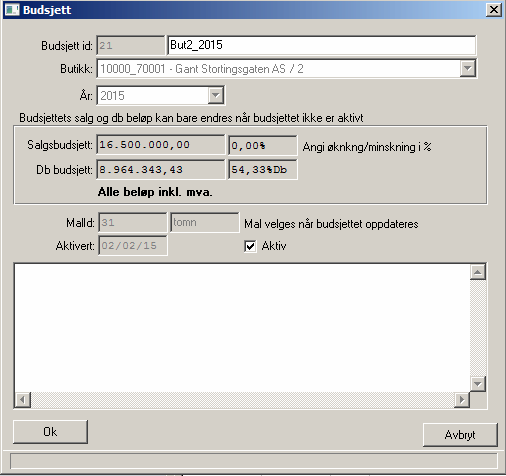 Budsjett
Budsjett id: 21 But2_2015
Butikk: 10000_70001 - Gant Stortingsgaten AS / 2
År: 2015
Budsjettets salg og db beløp kan bare endres når budsjettet ikke er aktivt
Salgsbudsjett: 16.500.000,00 0,00% Angi øknkng/minskning i %
Db budsjett: 8.964.343,43 54,33%Db
Alle beløp inkl. mva.
MalId: 31 tomn Mal velges når budsjettet oppdateres
Aktivert: 02/02/15 Aktiv
Ok Avbryt